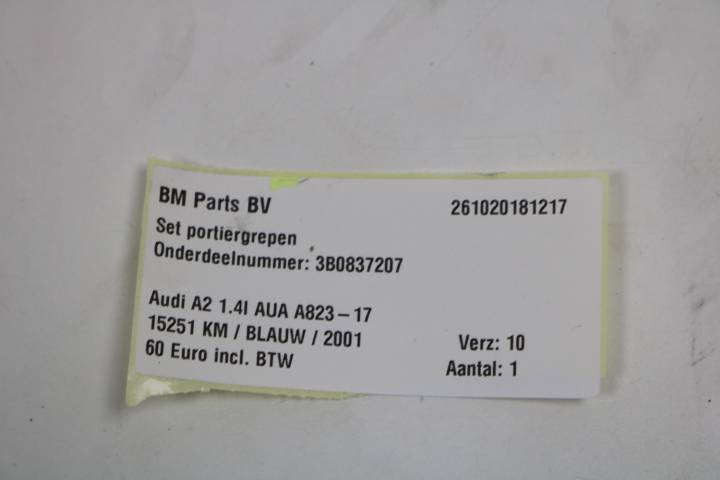 BM Parts BV 261020181217
Set portiergrepen
Onderdeelnummer: 3B0837207
Audi A2 1.4I AUA A823-17
15251 KM / BLAUW / 2001 Verz: 10
60 Euro incl. BTW Aantal: 1